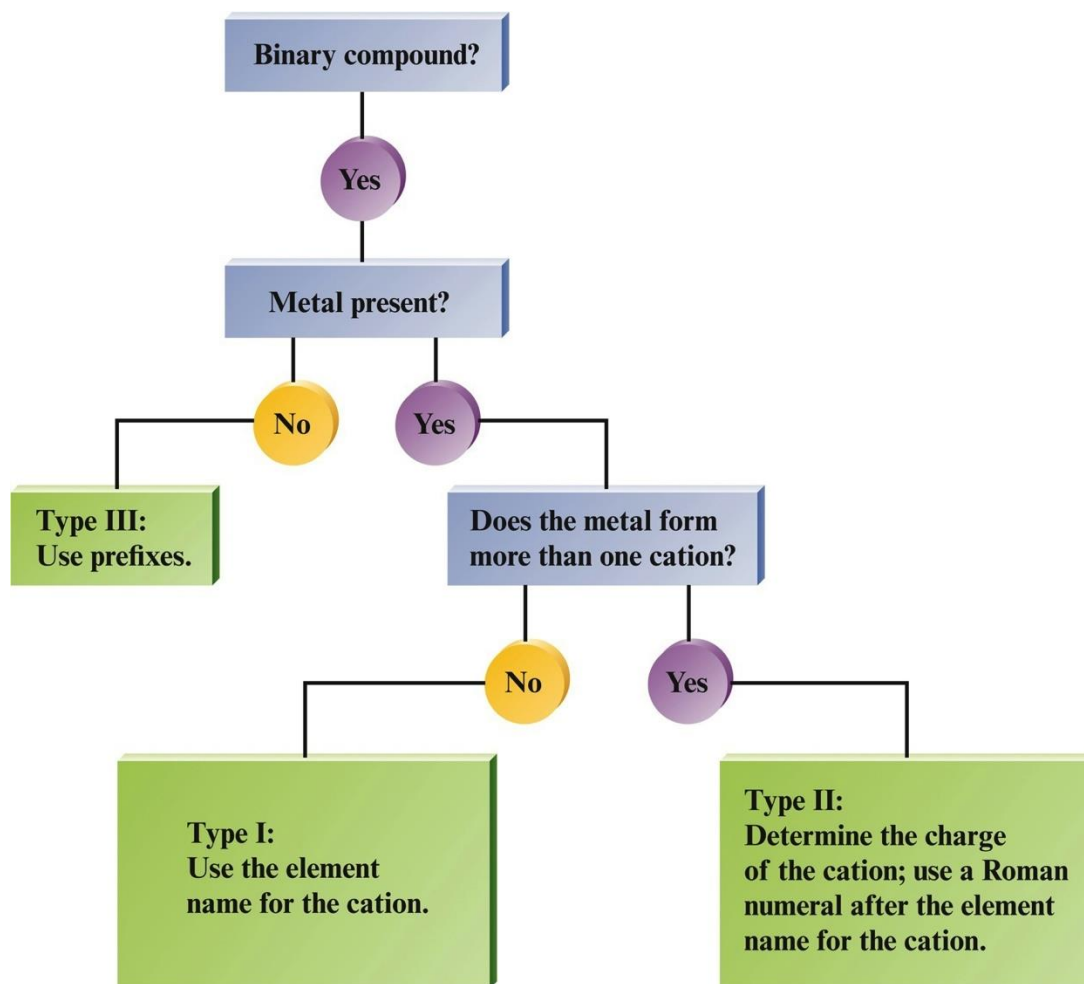 Binary compound?
Yes
Metal present?
No
Yes
Type III:
Use prefixes.
Does the metal form
more than one cation?
No
Yes
Type I:
Use the element
name for the cation.
Type II:
Determine the charge
of the cation; use a Roman
numeral after the element
name for the cation.